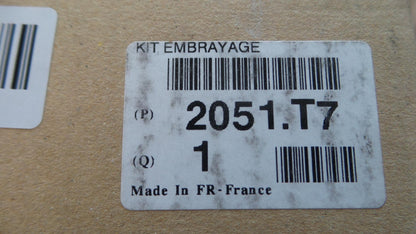 KIT EMBRAYAGE
(P) 2051.T7
(Q) 1
Made In FR-France